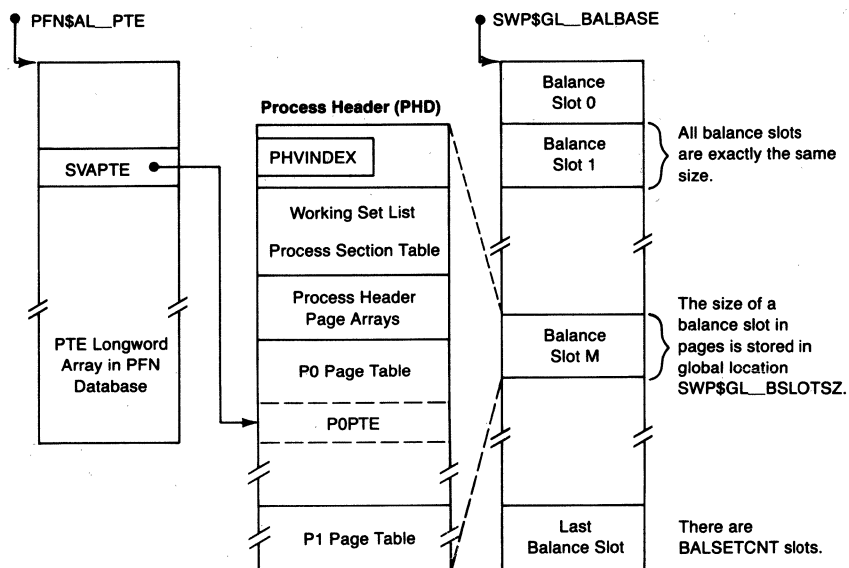 PFN$AL__PTE
SVAPTE
PTE Longword
Array in PFN
Database
Process Header (PHD)
PHVINDEX
Working Set List
Process Section Table
Process Header
Page Arrays
P0 Page Table
P0PTE
P1 Page Table
SWP$GL__BALBASE
Balance
Slot 0
Balance
Slot 1
Balance
Slot M
Last
Balance Slot
All balance slots
are exactly the same
size.
The size of a
balance slot in
pages is stored in
global location
SWP$GL__BSLOTSZ.
There are
BALSETCNT slots.